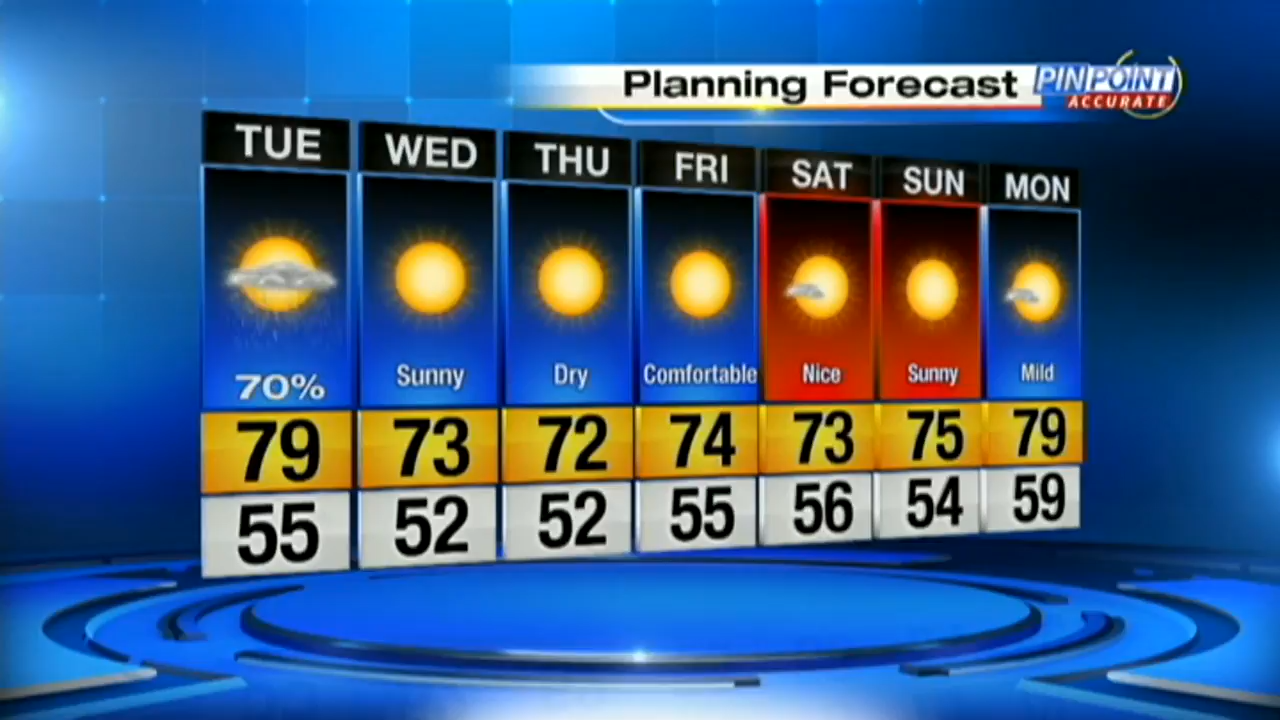 Planning Forecast
PINPOINT
ACCURATE
TUE WED THU FRI SAT SUN MON
70% Sunny Dry Comfortable Nice Sunny Mild
79 73 72 74 73 75 79
55 52 52 55 56 54 59